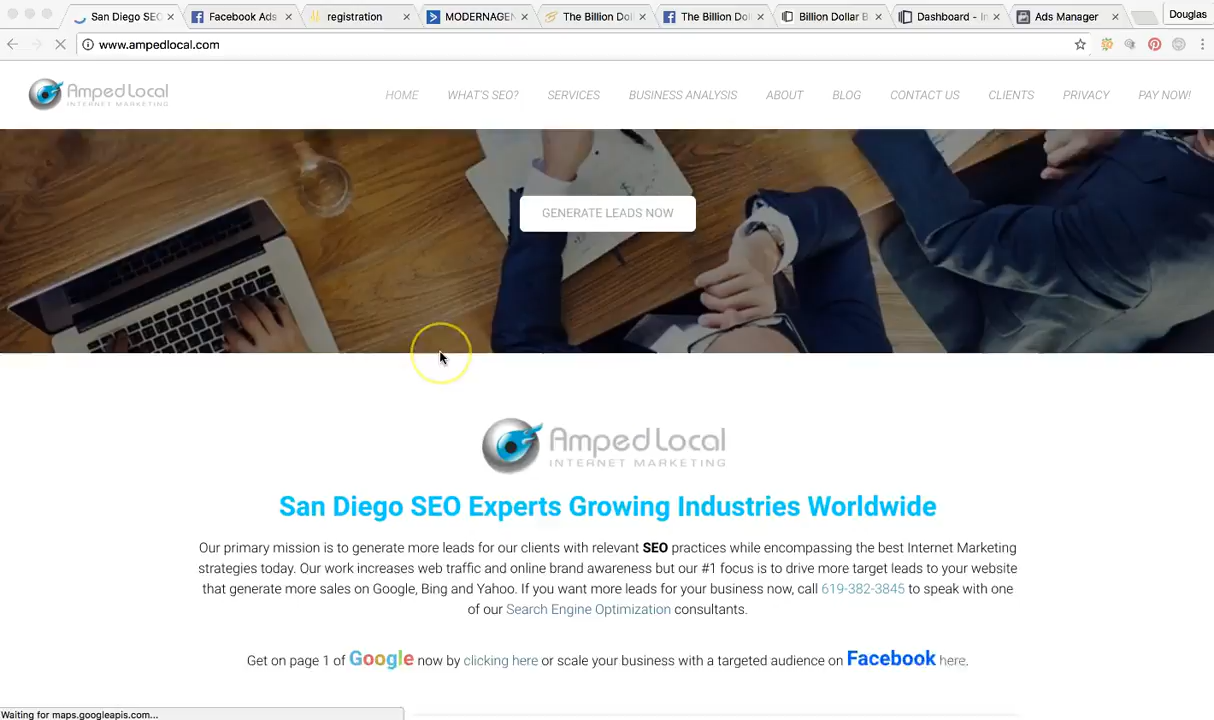 San Diego SEO
Facebook Ads
registration
MODERNAGEN
The Billion Dol
The Billion Dol
Billion Dollar B
Dashboard - In
Ads Manager
Douglas
www.ampedlocal.com
Amped Local
INTERNET MARKETING
HOME
WHAT'S SEO?
SERVICES
BUSINESS ANALYSIS
ABOUT
BLOG
CONTACT US
CLIENTS
PRIVACY
PAY NOW!
GENERATE LEADS NOW
Amped Local
INTERNET MARKETING
San Diego SEO Experts Growing Industries Worldwide
Our primary mission is to generate more leads for our clients with relevant SEO practices while encompassing the best Internet Marketing
strategies today. Our work increases web traffic and online brand awareness but our #1 focus is to drive more target leads to your website
that generate more sales on Google, Bing and Yahoo. If you want more leads for your business now, call 619-382-3845 to speak with one
of our Search Engine Optimization consultants.
Get on page 1 of Google now by clicking here or scale your business with a targeted audience on Facebook here.
Waiting for maps.googleapis.com...